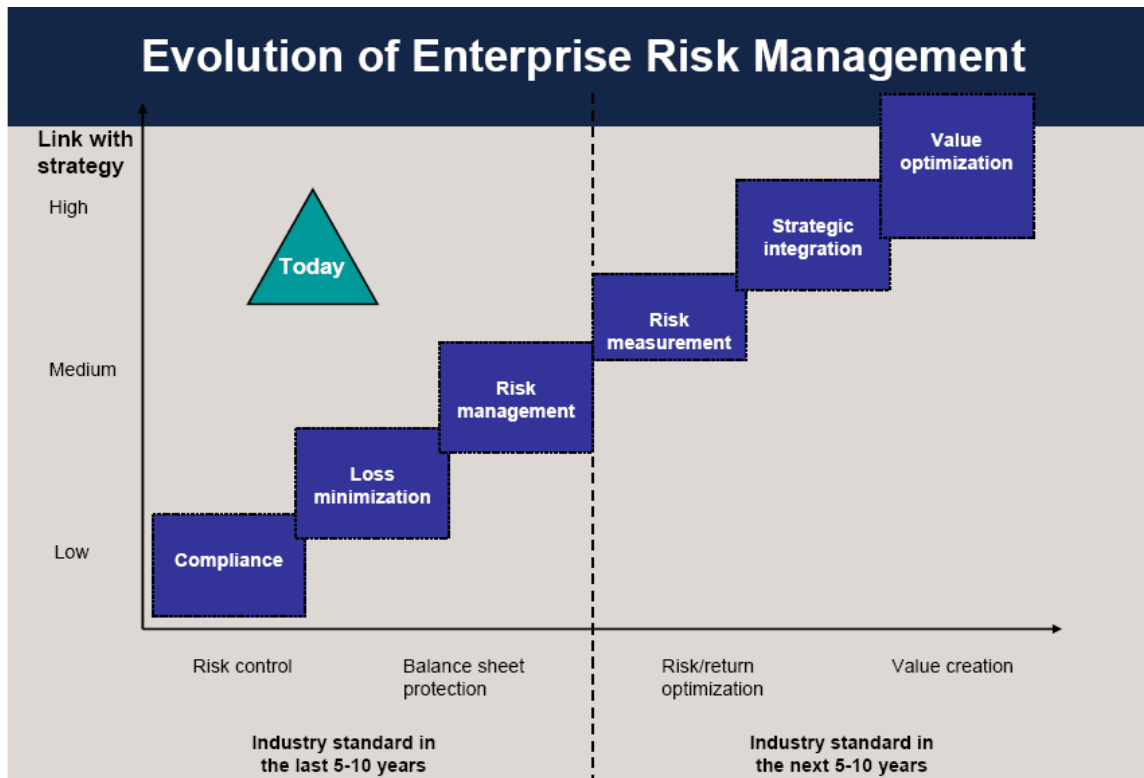 Evolution of Enterprise Risk Management
Link with
strategy
High
Medium
Low
Today
Value
optimization
Strategic
integration
Risk
measurement
Risk
management
Loss
minimization
Compliance
Risk control
Balance sheet
protection
Risk/return
optimization
Value creation
Industry standard in
the last 5-10 years
Industry standard in
the next 5-10 years